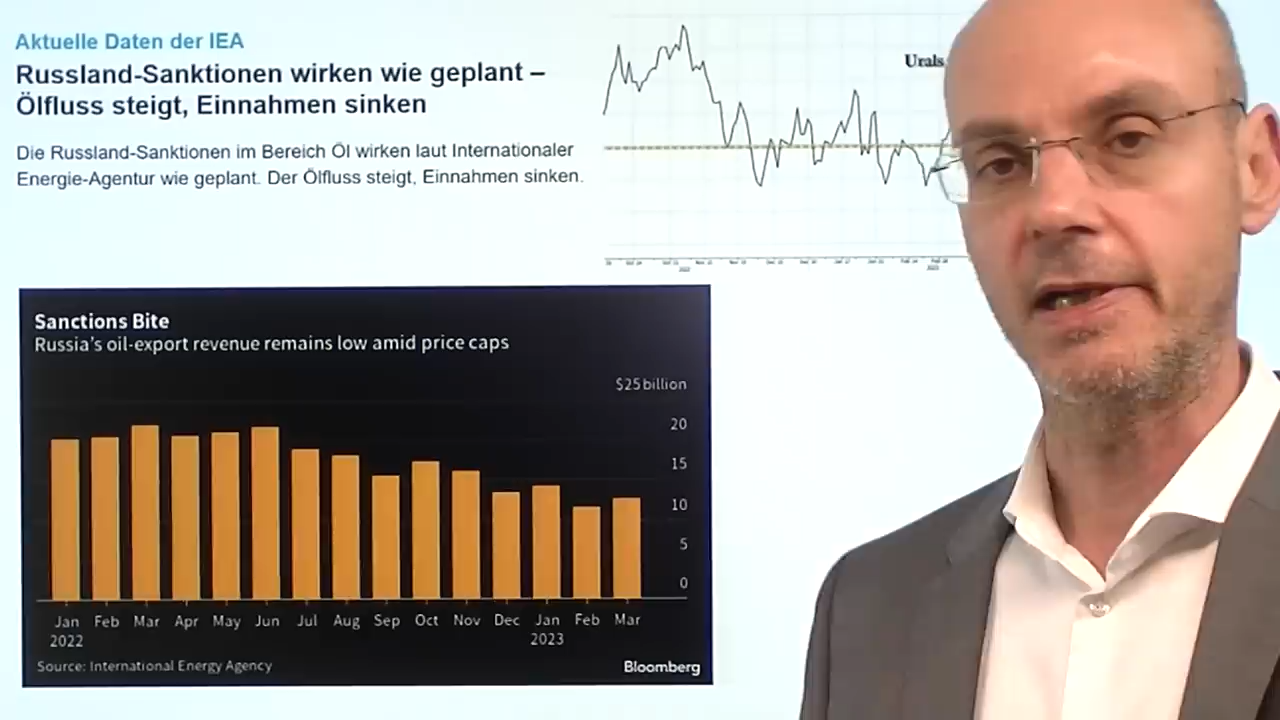 Aktuelle Daten der IEA
Russland-Sanktionen wirken wie geplant –
Ölfluss steigt, Einnahmen sinken
Die Russland-Sanktionen im Bereich Öl wirken laut Internationaler
Energie-Agentur wie geplant. Der Ölfluss steigt, Einnahmen sinken.
Urals
Sanctions Bite
Russia's oil-export revenue remains low amid price caps
$25 billion
20
15
10
5
0
Jan Feb Mar Apr May Jun Jul Aug Sep Oct Nov Dec Jan Feb Mar
2022 2023
Source: International Energy Agency
Bloomberg